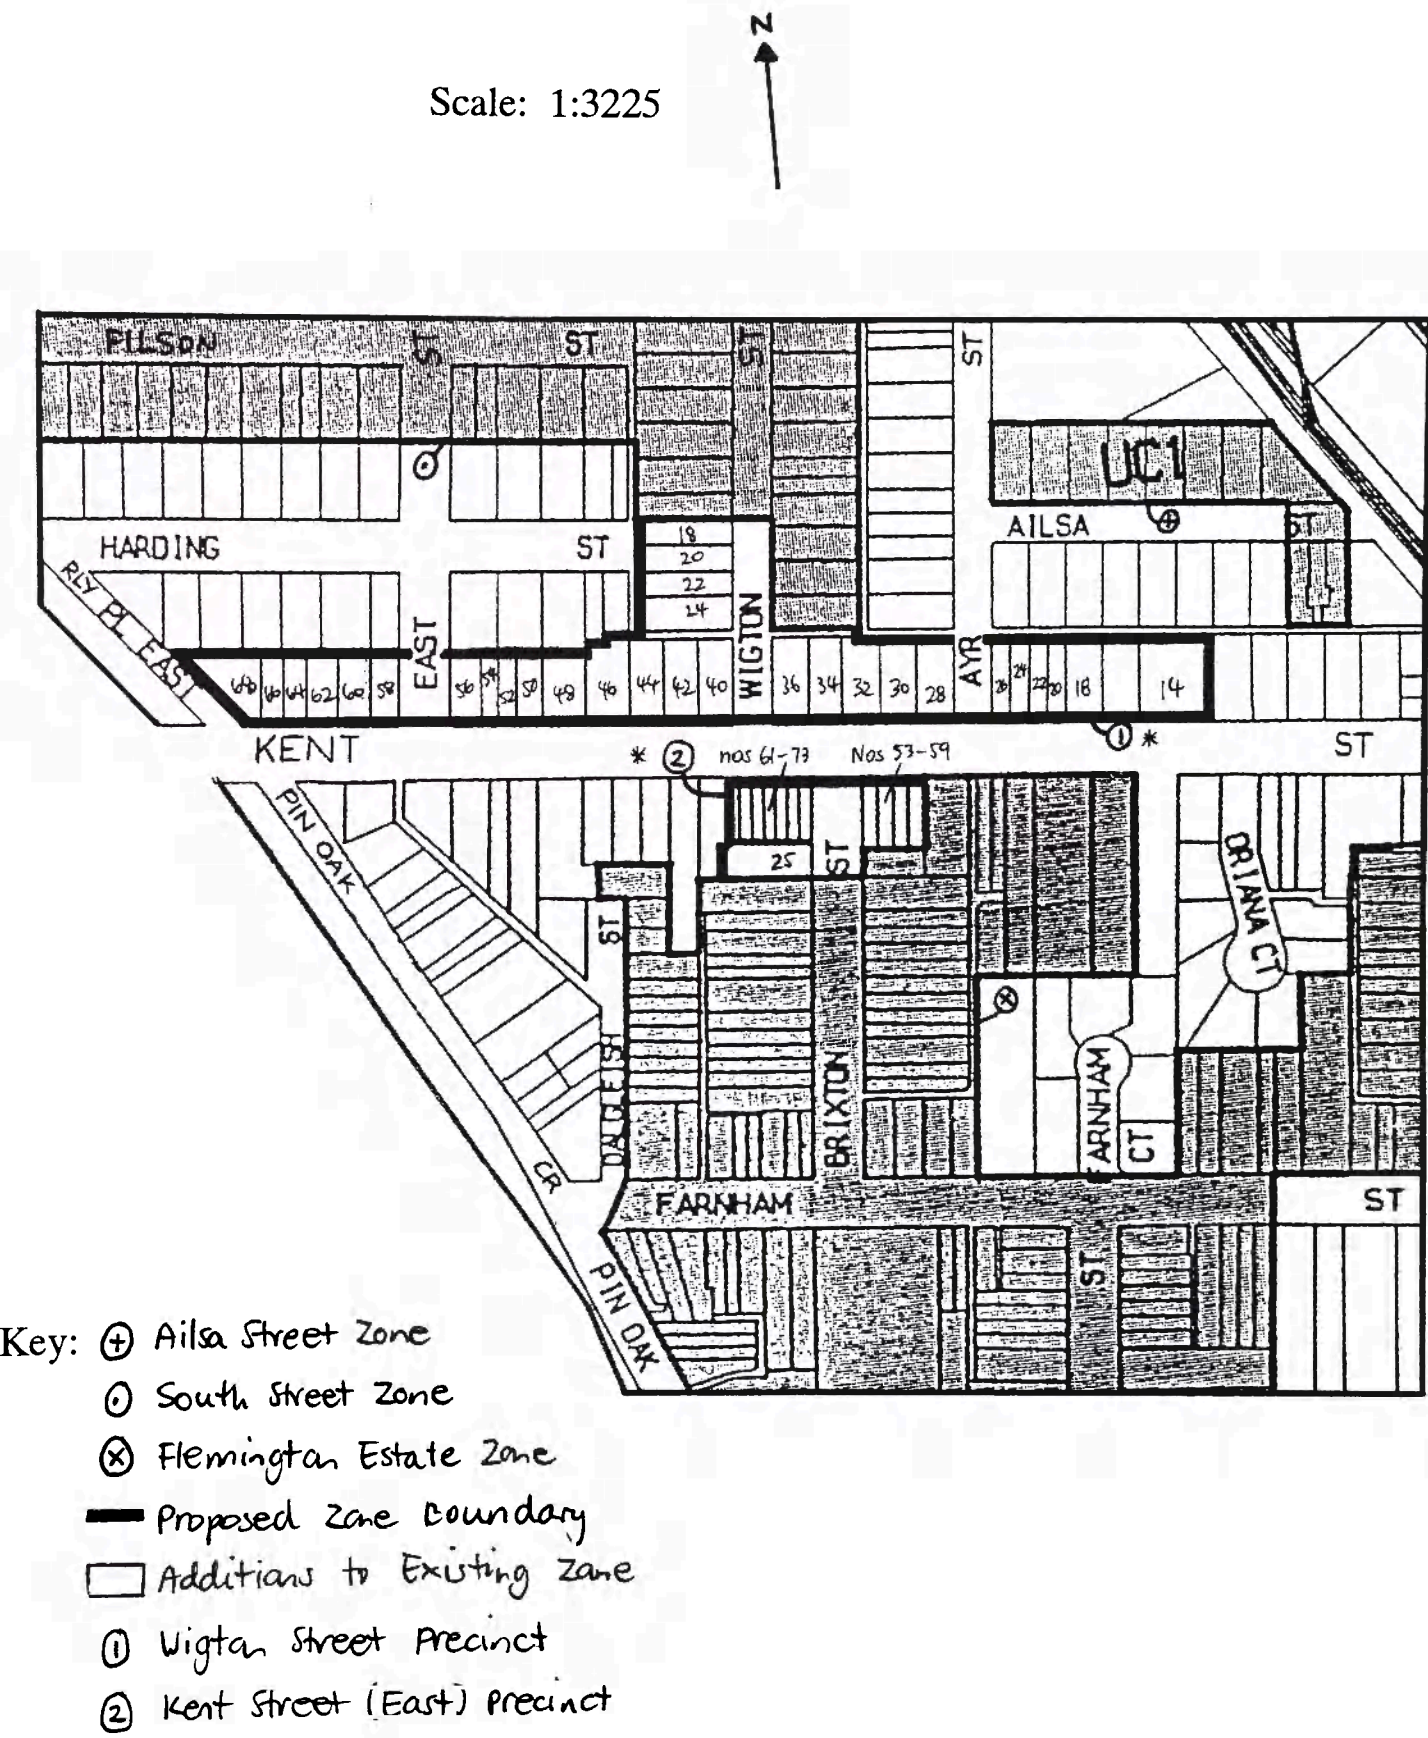 N
Scale: 1:3225
PILSON ST ST ST ST
UC1
AILSA ST
HARDING ST
18
20
22
24
RLY PL EAST
EAST WIGTON AYR
62 60 58 56 54 52 50 48 46 44 42 40 36 34 32 30 28 26 24 22 20 18 14
KENT ST
* ② nos 61-73 Nos 53-59 ① *
PIN OAK
25 ST
ORIANA CT
ST
DALGLEISH
BRIXTON
FARNHAM CT
CR
FARNHAM ST
PIN OAK
ST
Key: ⊕ Ailsa Street Zone
⊙ South Street Zone
⊗ Flemington Estate Zone
Proposed Zone Boundary
Additions to Existing Zone
① Wigton Street Precinct
② Kent Street (East) Precinct